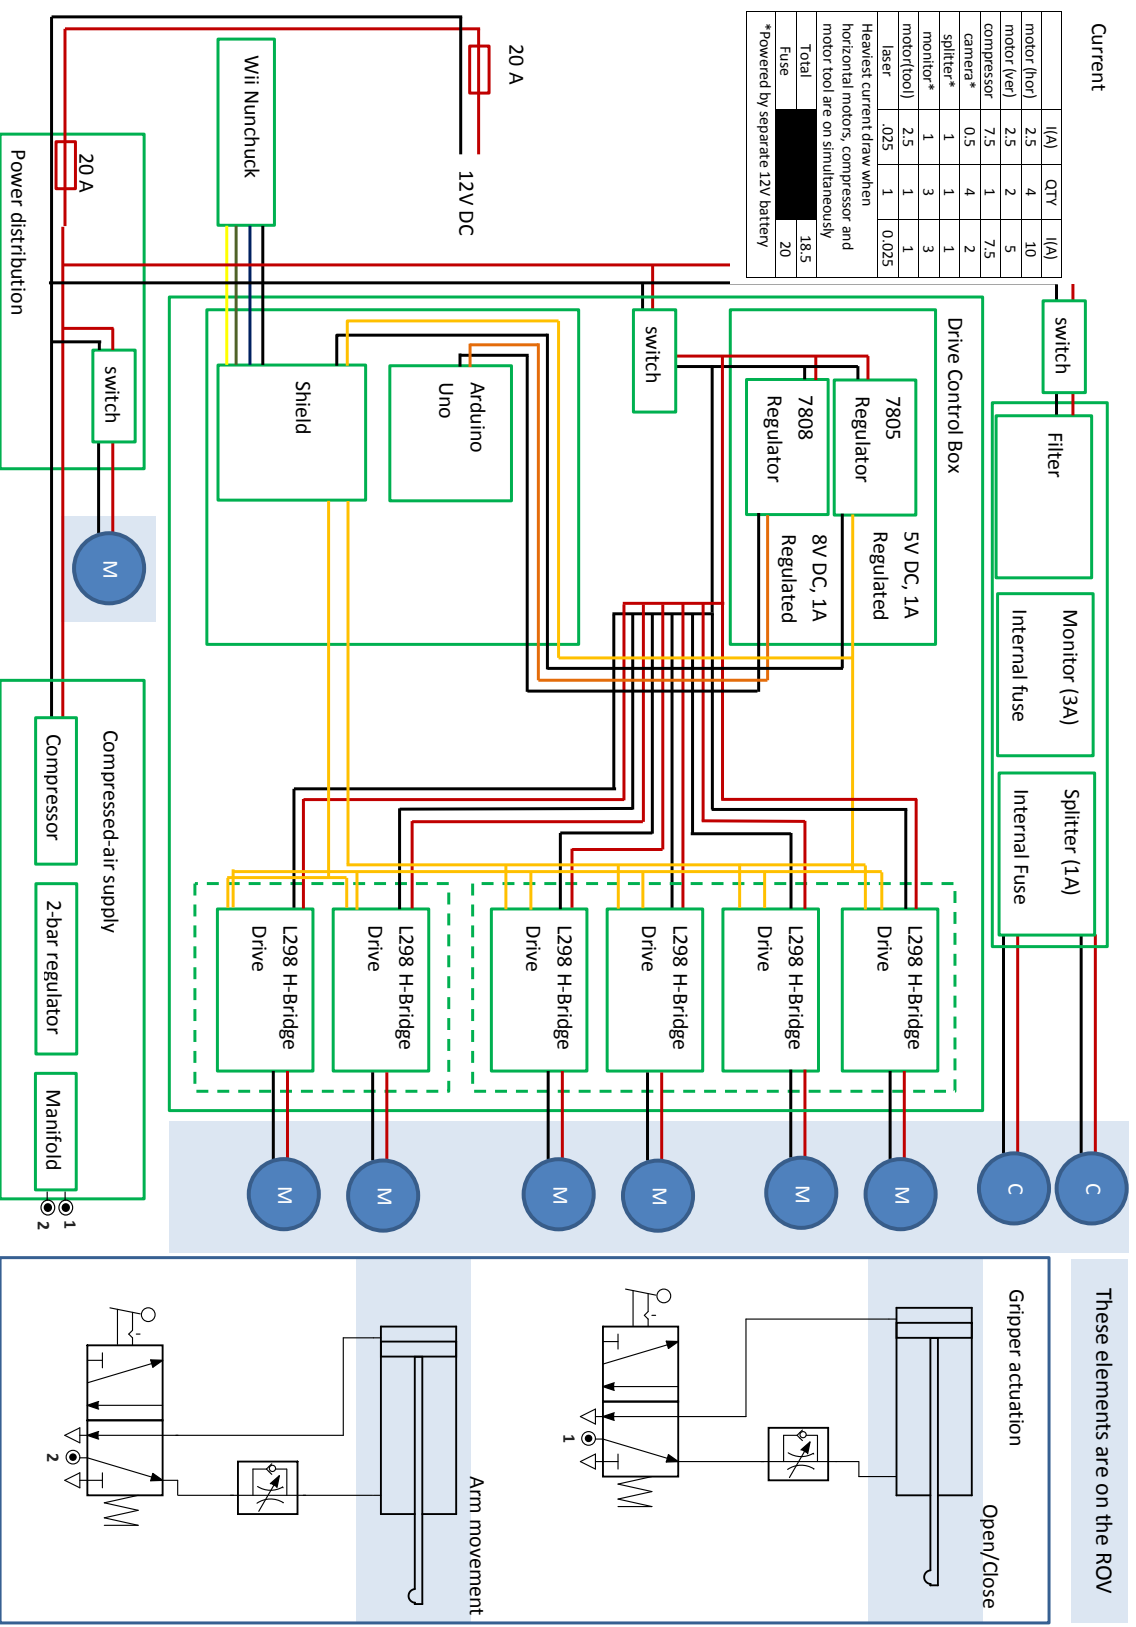 Current
I(A) QTY I(A)
motor (hor) 2.5 4 10
motor (ver) 2.5 2 5
compressor 7.5 1 7.5
camera* 0.5 4 2
splitter* 1 1 1
monitor* 1 3 3
motor(tool) 2.5 1 1
laser .025 1 0.025
Heaviest current draw when
horizontal motors, compressor and
motor tool are on simultaneously
Total 18.5
Fuse 20
*Powered by separate 12V battery
20 A
12V DC
Wii Nunchuck
20 A
Power distribution
switch
M
switch
Filter
Monitor (3A)
Internal fuse
Splitter (1A)
Internal Fuse
C
C
Drive Control Box
7805
Regulator
5V DC, 1A
Regulated
7808
Regulator
8V DC, 1A
Regulated
switch
Arduino
Uno
Shield
L298 H-Bridge
Drive
L298 H-Bridge
Drive
L298 H-Bridge
Drive
L298 H-Bridge
Drive
L298 H-Bridge
Drive
L298 H-Bridge
Drive
M
M
M
M
M
M
Compressed-air supply
Compressor
2-bar regulator
Manifold
1
2
These elements are on the ROV
Gripper actuation
Open/Close
1
Arm movement
2